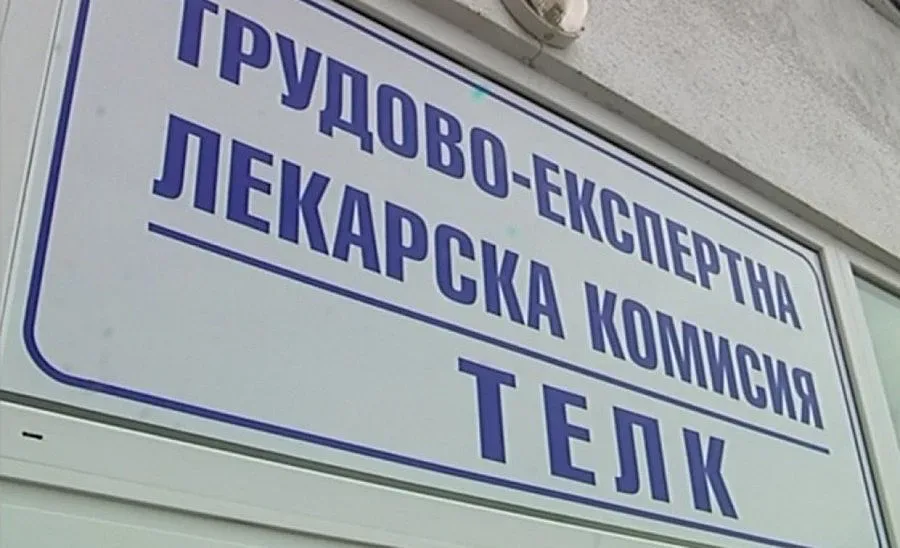 ТРУДОВО-ЕКСПЕРТНА
ЛЕКАРСКА КОМИСИЯ
ТЕЛК